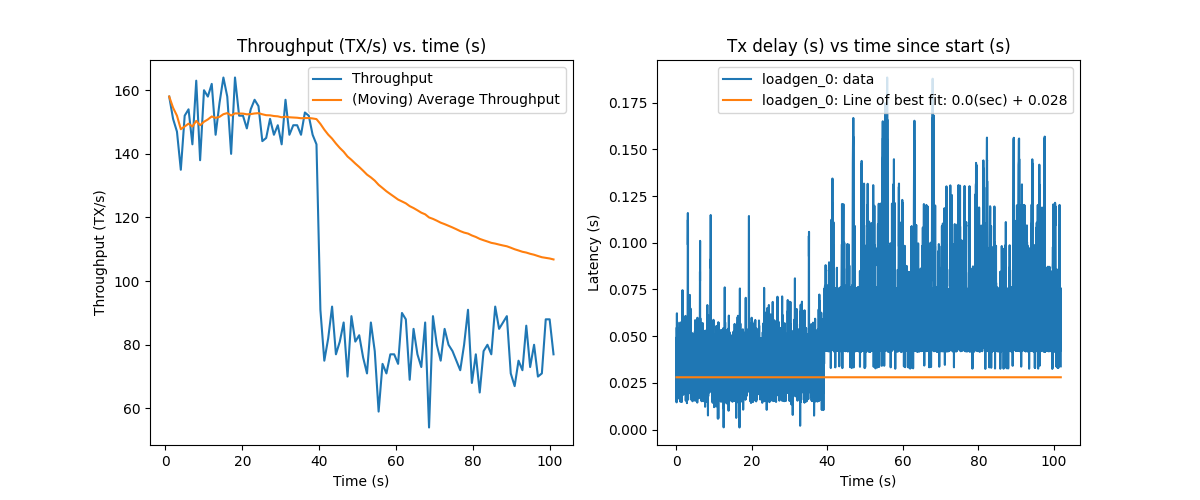 Throughput (TX/s) vs. time (s)
Throughput
(Moving) Average Throughput
Throughput (TX/s)
160
140
120
100
80
60
0 20 40 60 80 100
Time (s)
Tx delay (s) vs time since start (s)
loadgen_0: data
loadgen_0: Line of best fit: 0.0(sec) + 0.028
Latency (s)
0.175
0.150
0.125
0.100
0.075
0.050
0.025
0.000
0 20 40 60 80 100
Time (s)